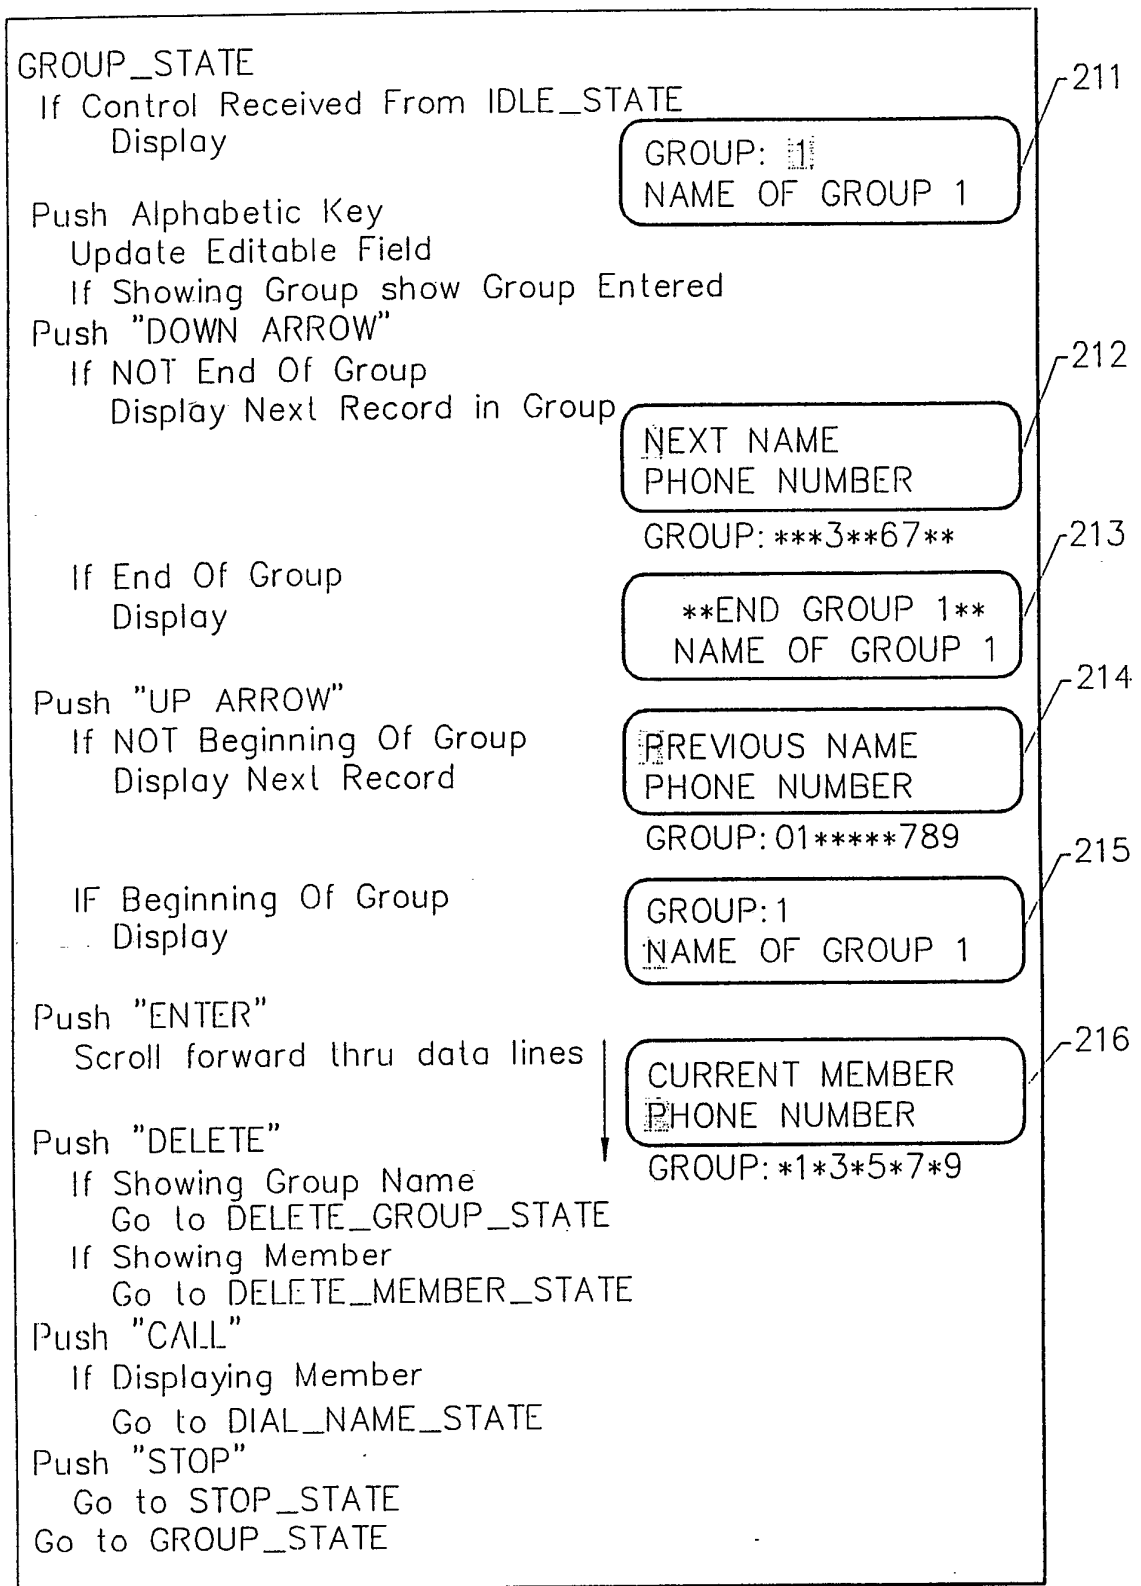 GROUP_STATE
211
If Control Received From IDLE_STATE
Display
GROUP: 1
NAME OF GROUP 1
Push Alphabetic Key
Update Editable Field
If Showing Group show Group Entered
Push "DOWN ARROW"
212
If NOT End Of Group
Display Next Record in Group
NEXT NAME
PHONE NUMBER
GROUP: ***3**67**
213
If End Of Group
Display
**END GROUP 1**
NAME OF GROUP 1
214
Push "UP ARROW"
If NOT Beginning Of Group
Display Next Record
PREVIOUS NAME
PHONE NUMBER
GROUP: 01*****789
215
IF Beginning Of Group
Display
GROUP: 1
NAME OF GROUP 1
Push "ENTER"
216
Scroll forward thru data lines
CURRENT MEMBER
PHONE NUMBER
GROUP: *1*3*5*7*9
Push "DELETE"
If Showing Group Name
Go to DELETE_GROUP_STATE
If Showing Member
Go to DELETE_MEMBER_STATE
Push "CALL"
If Displaying Member
Go to DIAL_NAME_STATE
Push "STOP"
Go to STOP_STATE
Go to GROUP_STATE